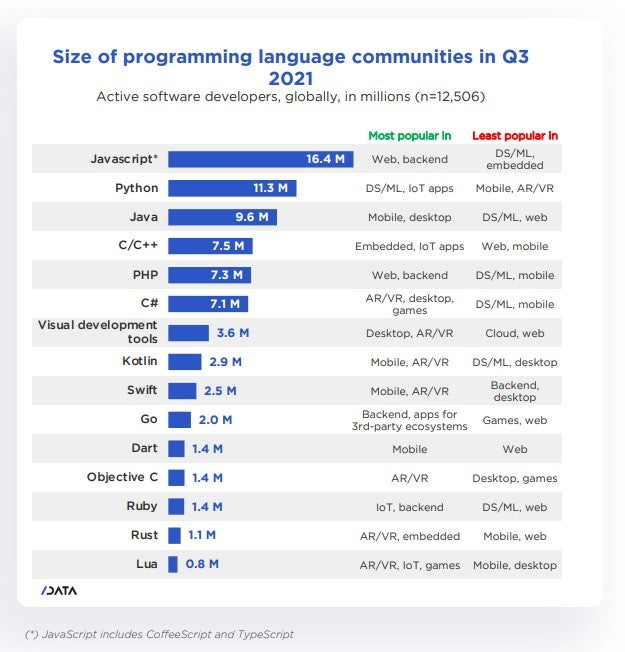 Size of programming language communities in Q3
2021
Active software developers, globally, in millions (n=12,506)
Most popular in Least popular in
Javascript* 16.4 M Web, backend DS/ML, embedded
Python 11.3 M DS/ML, IoT apps Mobile, AR/VR
Java 9.6 M Mobile, desktop DS/ML, web
C/C++ 7.5 M Embedded, IoT apps Web, mobile
PHP 7.3 M Web, backend DS/ML, mobile
C# 7.1 M AR/VR, desktop, games DS/ML, mobile
Visual development tools 3.6 M Desktop, AR/VR Cloud, web
Kotlin 2.9 M Mobile, AR/VR DS/ML, desktop
Swift 2.5 M Mobile, AR/VR Backend, desktop
Go 2.0 M Backend, apps for 3rd-party ecosystems Games, web
Dart 1.4 M Mobile Web
Objective C 1.4 M AR/VR Desktop, games
Ruby 1.4 M IoT, backend DS/ML, web
Rust 1.1 M AR/VR, embedded Mobile, web
Lua 0.8 M AR/VR, IoT, games Mobile, desktop
/DATA
(*) JavaScript includes CoffeeScript and TypeScript